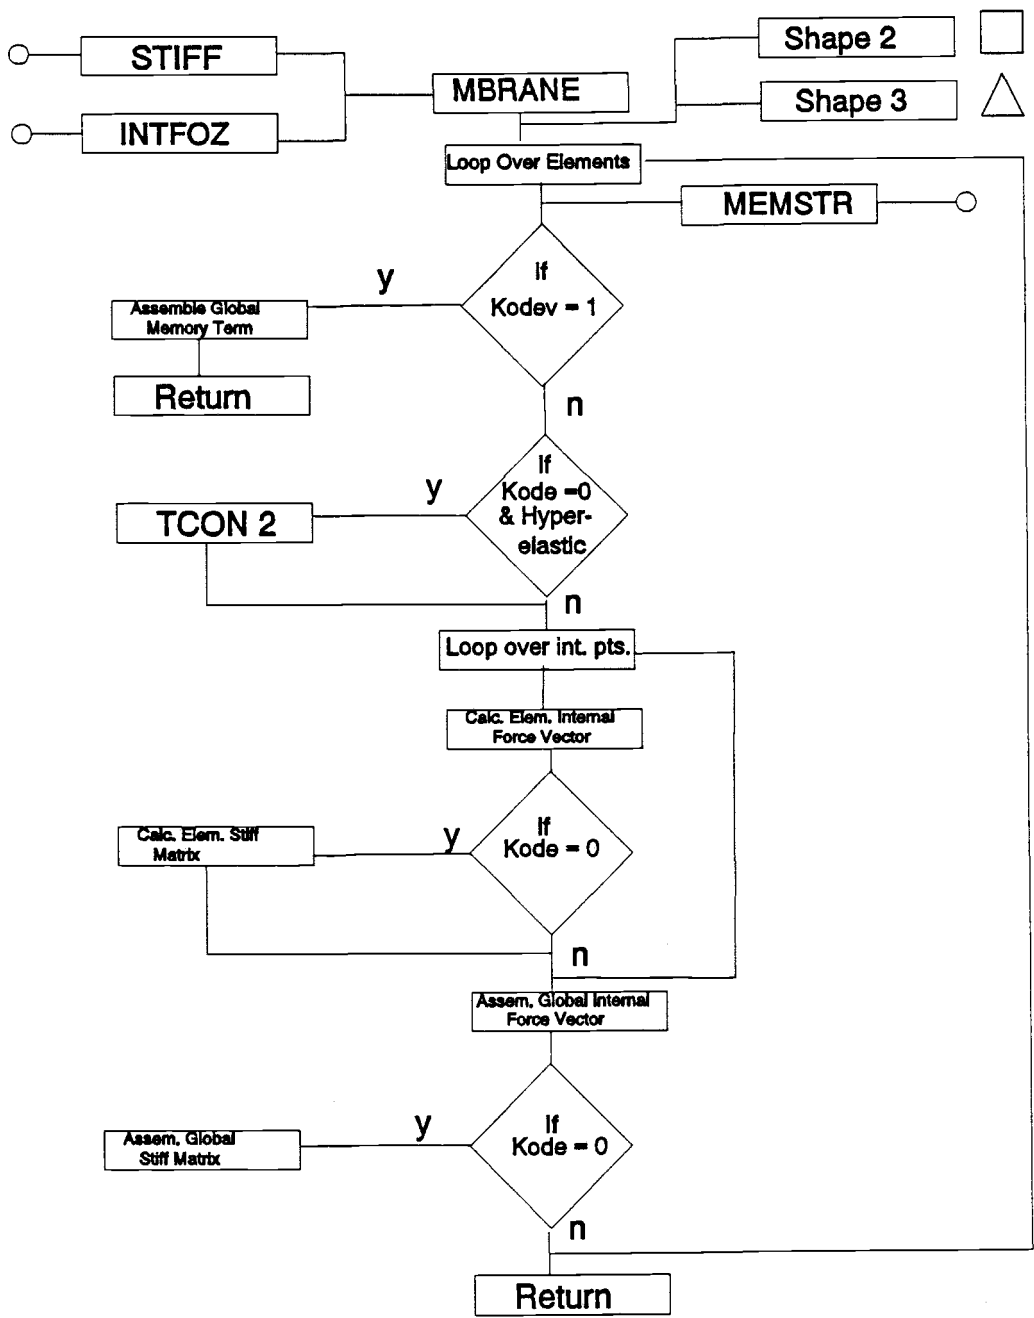 STIFF
INTFOZ
MBRANE
Shape 2
Shape 3
Loop Over Elements
MEMSTR
If
Kodev = 1
y
Assemble Global
Memory Term
Return
n
If
Kode =0
& Hyper-
elastic
y
TCON 2
n
Loop over int. pts.
Calc. Elem. Internal
Force Vector
If
Kode = 0
y
Calc. Elem. Stiff
Matrix
n
Assem. Global Internal
Force Vector
If
Kode = 0
y
Assem. Global
Stiff Matrix
n
Return